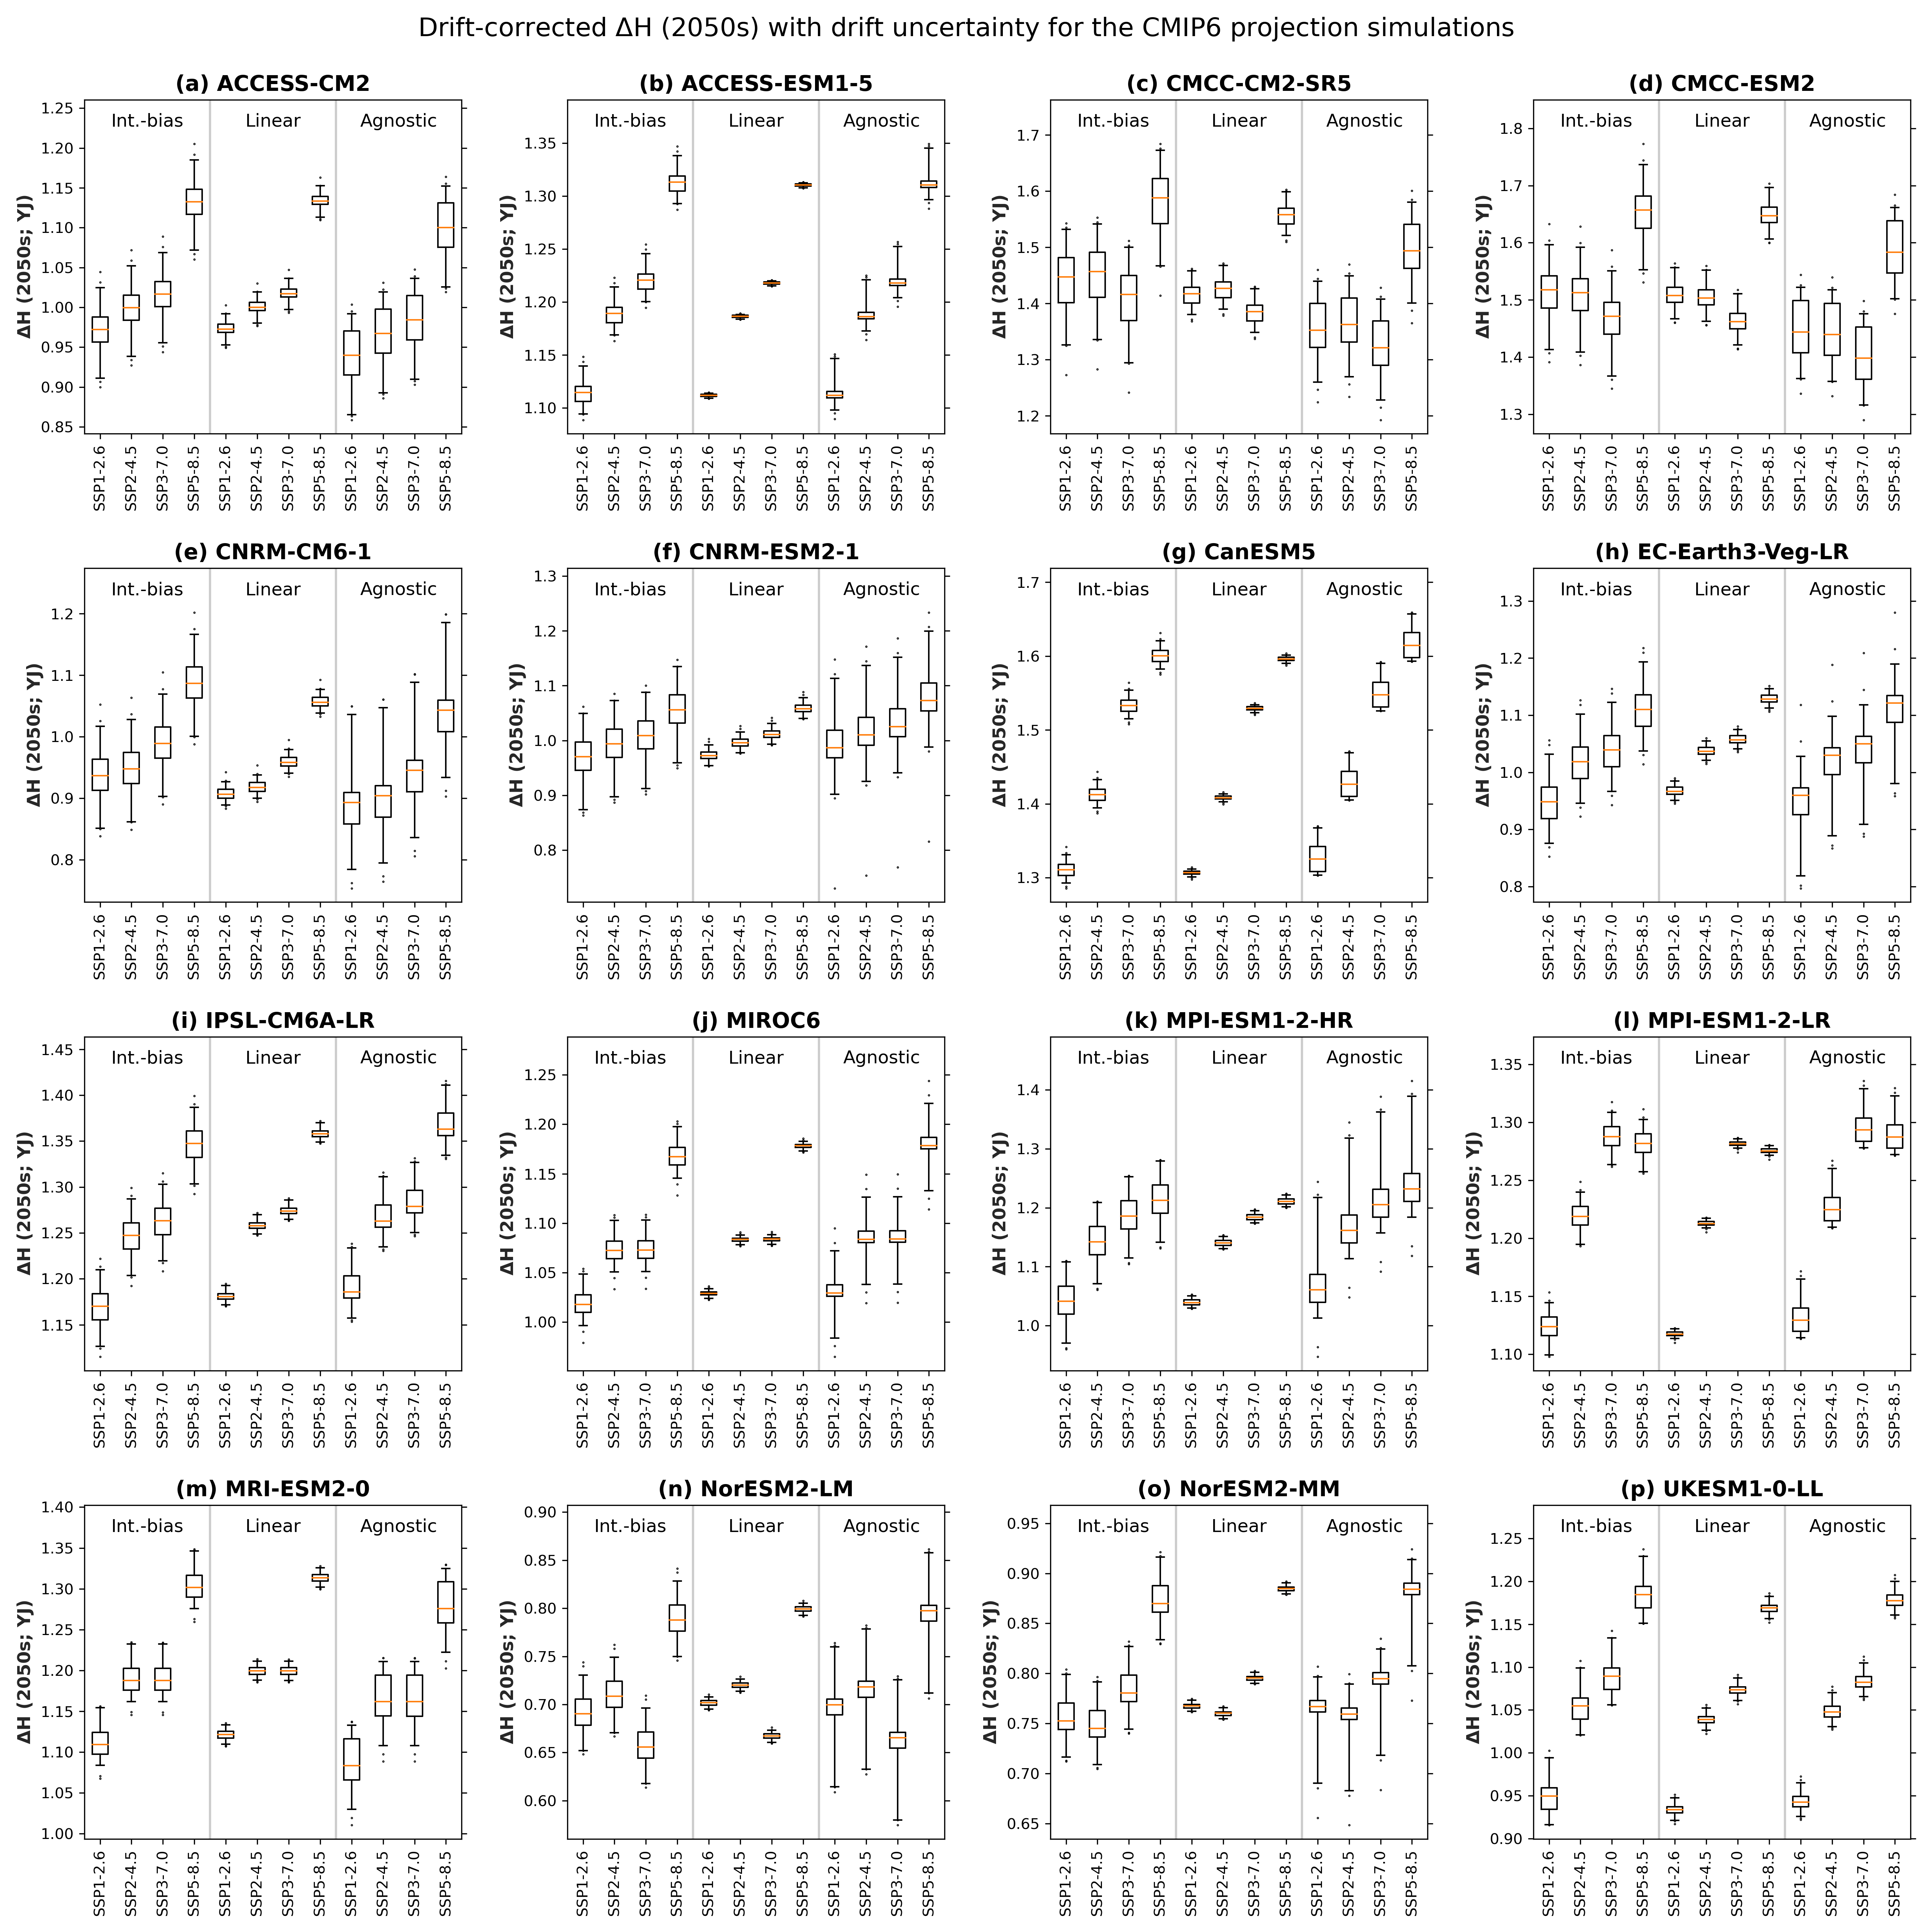 Drift-corrected ΔH (2050s) with drift uncertainty for the CMIP6 projection simulations
(a) ACCESS-CM2
ΔH (2050s; YJ)
1.25
1.20
1.15
1.10
1.05
1.00
0.95
0.90
0.85
Int.-bias Linear Agnostic
SSP1-2.6 SSP2-4.5 SSP3-7.0 SSP5-8.5 SSP1-2.6 SSP2-4.5 SSP3-7.0 SSP5-8.5 SSP1-2.6 SSP2-4.5 SSP3-7.0 SSP5-8.5
(b) ACCESS-ESM1-5
ΔH (2050s; YJ)
1.35
1.30
1.25
1.20
1.15
1.10
Int.-bias Linear Agnostic
SSP1-2.6 SSP2-4.5 SSP3-7.0 SSP5-8.5 SSP1-2.6 SSP2-4.5 SSP3-7.0 SSP5-8.5 SSP1-2.6 SSP2-4.5 SSP3-7.0 SSP5-8.5
(c) CMCC-CM2-SR5
ΔH (2050s; YJ)
1.7
1.6
1.5
1.4
1.3
1.2
Int.-bias Linear Agnostic
SSP1-2.6 SSP2-4.5 SSP3-7.0 SSP5-8.5 SSP1-2.6 SSP2-4.5 SSP3-7.0 SSP5-8.5 SSP1-2.6 SSP2-4.5 SSP3-7.0 SSP5-8.5
(d) CMCC-ESM2
ΔH (2050s; YJ)
1.8
1.7
1.6
1.5
1.4
1.3
Int.-bias Linear Agnostic
SSP1-2.6 SSP2-4.5 SSP3-7.0 SSP5-8.5 SSP1-2.6 SSP2-4.5 SSP3-7.0 SSP5-8.5 SSP1-2.6 SSP2-4.5 SSP3-7.0 SSP5-8.5
(e) CNRM-CM6-1
ΔH (2050s; YJ)
1.2
1.1
1.0
0.9
0.8
Int.-bias Linear Agnostic
SSP1-2.6 SSP2-4.5 SSP3-7.0 SSP5-8.5 SSP1-2.6 SSP2-4.5 SSP3-7.0 SSP5-8.5 SSP1-2.6 SSP2-4.5 SSP3-7.0 SSP5-8.5
(f) CNRM-ESM2-1
ΔH (2050s; YJ)
1.3
1.2
1.1
1.0
0.9
0.8
Int.-bias Linear Agnostic
SSP1-2.6 SSP2-4.5 SSP3-7.0 SSP5-8.5 SSP1-2.6 SSP2-4.5 SSP3-7.0 SSP5-8.5 SSP1-2.6 SSP2-4.5 SSP3-7.0 SSP5-8.5
(g) CanESM5
ΔH (2050s; YJ)
1.7
1.6
1.5
1.4
1.3
Int.-bias Linear Agnostic
SSP1-2.6 SSP2-4.5 SSP3-7.0 SSP5-8.5 SSP1-2.6 SSP2-4.5 SSP3-7.0 SSP5-8.5 SSP1-2.6 SSP2-4.5 SSP3-7.0 SSP5-8.5
(h) EC-Earth3-Veg-LR
ΔH (2050s; YJ)
1.3
1.2
1.1
1.0
0.9
0.8
Int.-bias Linear Agnostic
SSP1-2.6 SSP2-4.5 SSP3-7.0 SSP5-8.5 SSP1-2.6 SSP2-4.5 SSP3-7.0 SSP5-8.5 SSP1-2.6 SSP2-4.5 SSP3-7.0 SSP5-8.5
(i) IPSL-CM6A-LR
ΔH (2050s; YJ)
1.45
1.40
1.35
1.30
1.25
1.20
1.15
Int.-bias Linear Agnostic
SSP1-2.6 SSP2-4.5 SSP3-7.0 SSP5-8.5 SSP1-2.6 SSP2-4.5 SSP3-7.0 SSP5-8.5 SSP1-2.6 SSP2-4.5 SSP3-7.0 SSP5-8.5
(j) MIROC6
ΔH (2050s; YJ)
1.25
1.20
1.15
1.10
1.05
1.00
Int.-bias Linear Agnostic
SSP1-2.6 SSP2-4.5 SSP3-7.0 SSP5-8.5 SSP1-2.6 SSP2-4.5 SSP3-7.0 SSP5-8.5 SSP1-2.6 SSP2-4.5 SSP3-7.0 SSP5-8.5
(k) MPI-ESM1-2-HR
ΔH (2050s; YJ)
1.4
1.3
1.2
1.1
1.0
Int.-bias Linear Agnostic
SSP1-2.6 SSP2-4.5 SSP3-7.0 SSP5-8.5 SSP1-2.6 SSP2-4.5 SSP3-7.0 SSP5-8.5 SSP1-2.6 SSP2-4.5 SSP3-7.0 SSP5-8.5
(l) MPI-ESM1-2-LR
ΔH (2050s; YJ)
1.35
1.30
1.25
1.20
1.15
1.10
Int.-bias Linear Agnostic
SSP1-2.6 SSP2-4.5 SSP3-7.0 SSP5-8.5 SSP1-2.6 SSP2-4.5 SSP3-7.0 SSP5-8.5 SSP1-2.6 SSP2-4.5 SSP3-7.0 SSP5-8.5
(m) MRI-ESM2-0
ΔH (2050s; YJ)
1.40
1.35
1.30
1.25
1.20
1.15
1.10
1.05
1.00
Int.-bias Linear Agnostic
SSP1-2.6 SSP2-4.5 SSP3-7.0 SSP5-8.5 SSP1-2.6 SSP2-4.5 SSP3-7.0 SSP5-8.5 SSP1-2.6 SSP2-4.5 SSP3-7.0 SSP5-8.5
(n) NorESM2-LM
ΔH (2050s; YJ)
0.90
0.85
0.80
0.75
0.70
0.65
0.60
Int.-bias Linear Agnostic
SSP1-2.6 SSP2-4.5 SSP3-7.0 SSP5-8.5 SSP1-2.6 SSP2-4.5 SSP3-7.0 SSP5-8.5 SSP1-2.6 SSP2-4.5 SSP3-7.0 SSP5-8.5
(o) NorESM2-MM
ΔH (2050s; YJ)
0.95
0.90
0.85
0.80
0.75
0.70
0.65
Int.-bias Linear Agnostic
SSP1-2.6 SSP2-4.5 SSP3-7.0 SSP5-8.5 SSP1-2.6 SSP2-4.5 SSP3-7.0 SSP5-8.5 SSP1-2.6 SSP2-4.5 SSP3-7.0 SSP5-8.5
(p) UKESM1-0-LL
ΔH (2050s; YJ)
1.25
1.20
1.15
1.10
1.05
1.00
0.95
0.90
Int.-bias Linear Agnostic
SSP1-2.6 SSP2-4.5 SSP3-7.0 SSP5-8.5 SSP1-2.6 SSP2-4.5 SSP3-7.0 SSP5-8.5 SSP1-2.6 SSP2-4.5 SSP3-7.0 SSP5-8.5